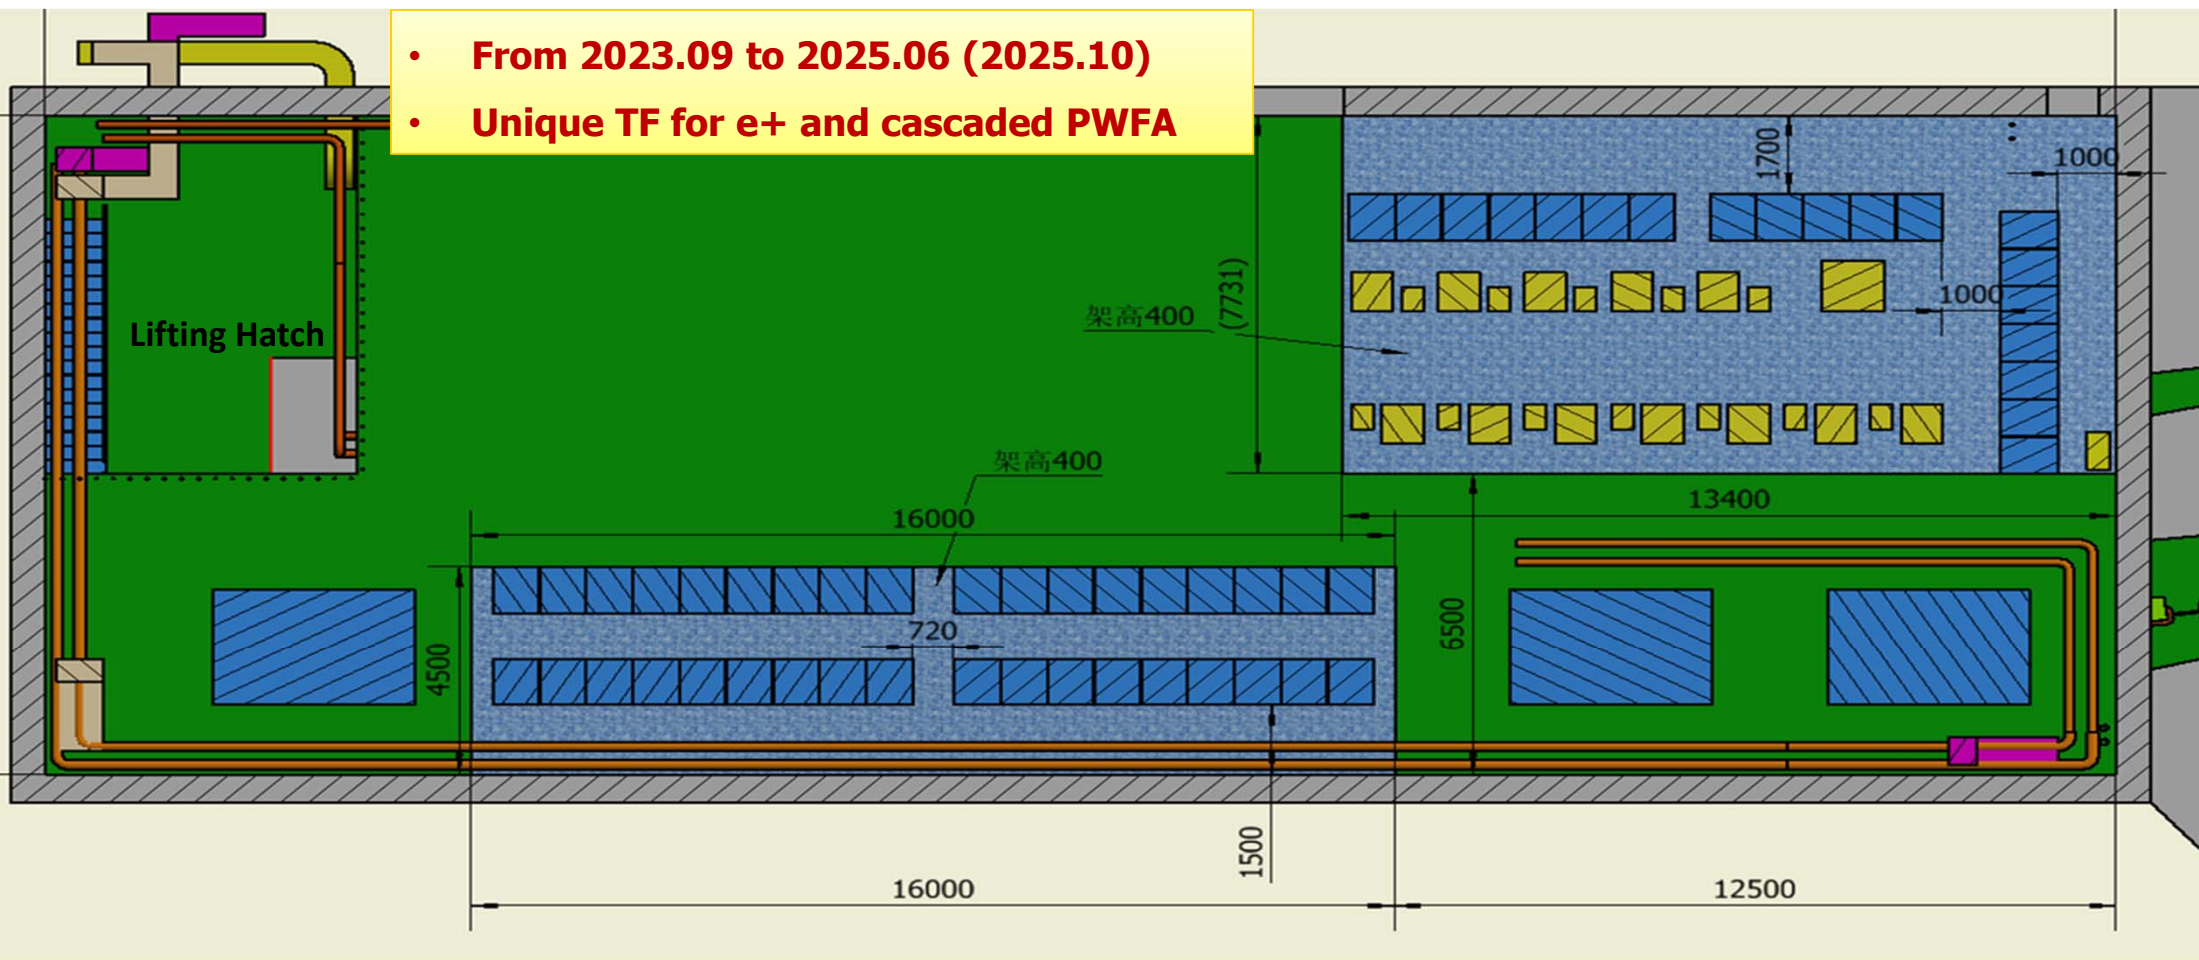 • From 2023.09 to 2025.06 (2025.10)
• Unique TF for e+ and cascaded PWFA
1700
1000
(7731)
1000
架高400
Lifting Hatch
架高400
13400
16000
720
6500
4500
1500
16000
12500